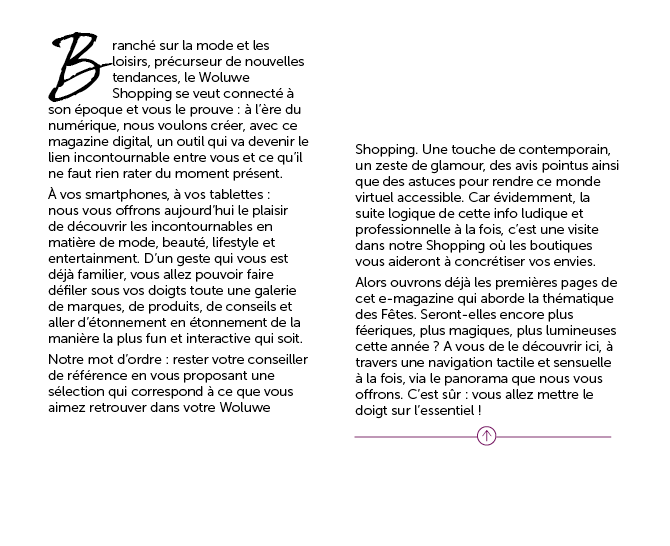 Branché sur la mode et les
loisirs, précurseur de nouvelles
tendances, le Woluwe
Shopping se veut connecté à
son époque et vous le prouve : à l’ère du
numérique, nous voulons créer, avec ce
magazine digital, un outil qui va devenir le
lien incontournable entre vous et ce qu’il
ne faut rien rater du moment présent.
À vos smartphones, à vos tablettes :
nous vous offrons aujourd’hui le plaisir
de découvrir les incontournables en
matière de mode, beauté, lifestyle et
entertainment. D’un geste qui vous est
déjà familier, vous allez pouvoir faire
défiler sous vos doigts toute une galerie
de marques, de produits, de conseils et
aller d’étonnement en étonnement de la
manière la plus fun et interactive qui soit.
Notre mot d’ordre : rester votre conseiller
de référence en vous proposant une
sélection qui correspond à ce que vous
aimez retrouver dans votre Woluwe
Shopping. Une touche de contemporain,
un zeste de glamour, des avis pointus ainsi
que des astuces pour rendre ce monde
virtuel accessible. Car évidemment, la
suite logique de cette info ludique et
professionnelle à la fois, c’est une visite
dans notre Shopping où les boutiques
vous aideront à concrétiser vos envies.
Alors ouvrons déjà les premières pages de
cet e-magazine qui aborde la thématique
des Fêtes. Seront-elles encore plus
féeriques, plus magiques, plus lumineuses
cette année ? A vous de le découvrir ici, à
travers une navigation tactile et sensuelle
à la fois, via le panorama que nous vous
offrons. C’est sûr : vous allez mettre le
doigt sur l’essentiel !